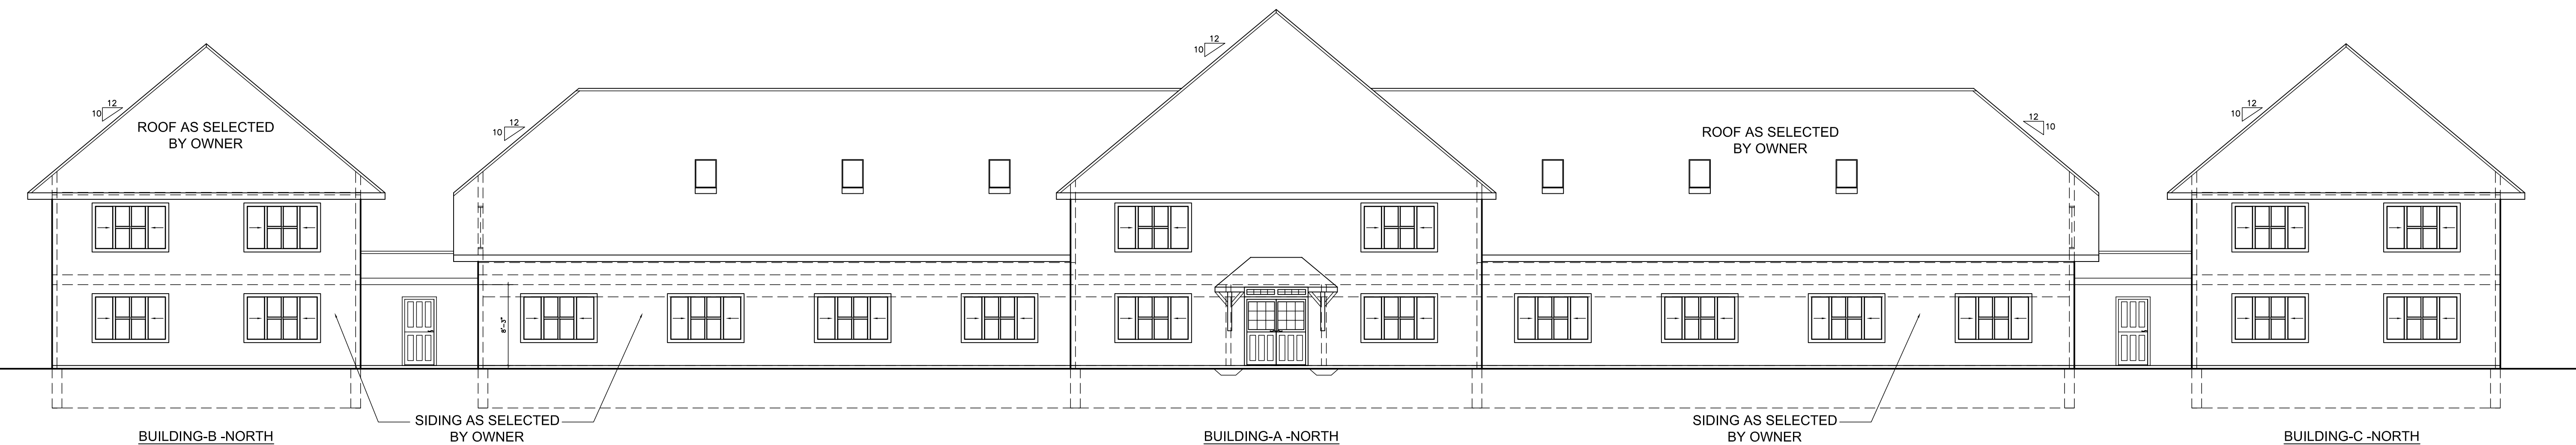 12
10
12
10
ROOF AS SELECTED
BY OWNER
12
10
12
10
12
10
ROOF AS SELECTED
BY OWNER
8'-3"
SIDING AS SELECTED
BY OWNER
SIDING AS SELECTED
BY OWNER
BUILDING-B -NORTH
BUILDING-A -NORTH
BUILDING-C -NORTH